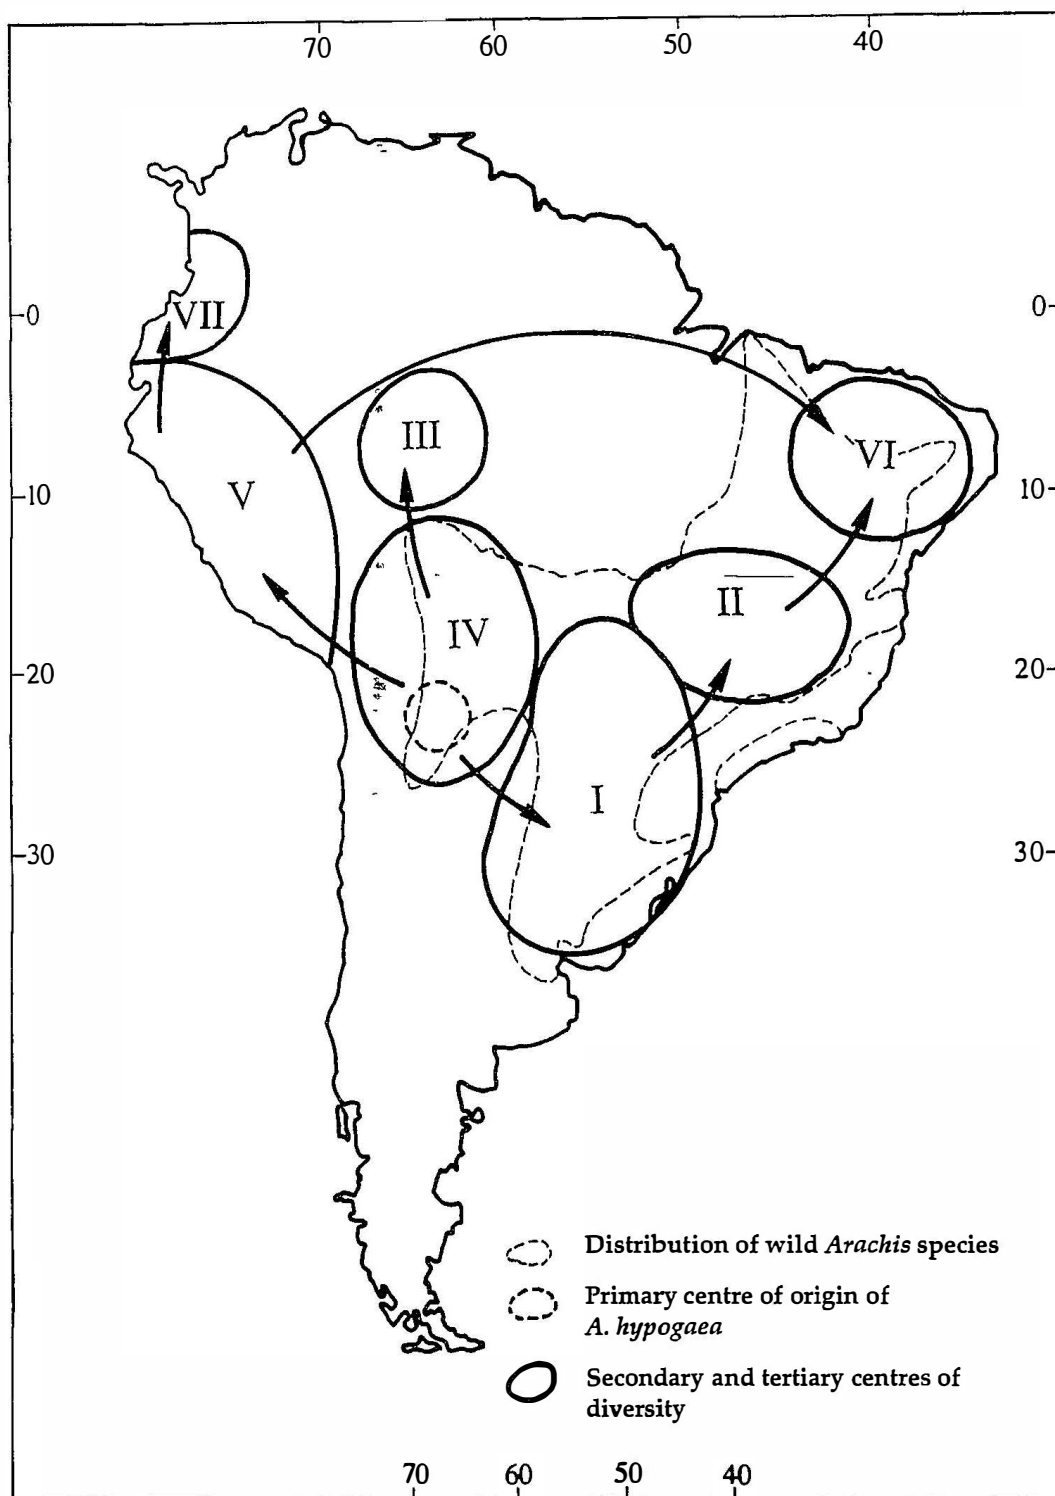 70 60 50 40
VII
0 0
III
VI
V
10 10
II
IV
20 20
I
30 30
Distribution of wild Arachis species
Primary centre of origin of
A. hypogaea
Secondary and tertiary centres of
diversity
70 60 50 40